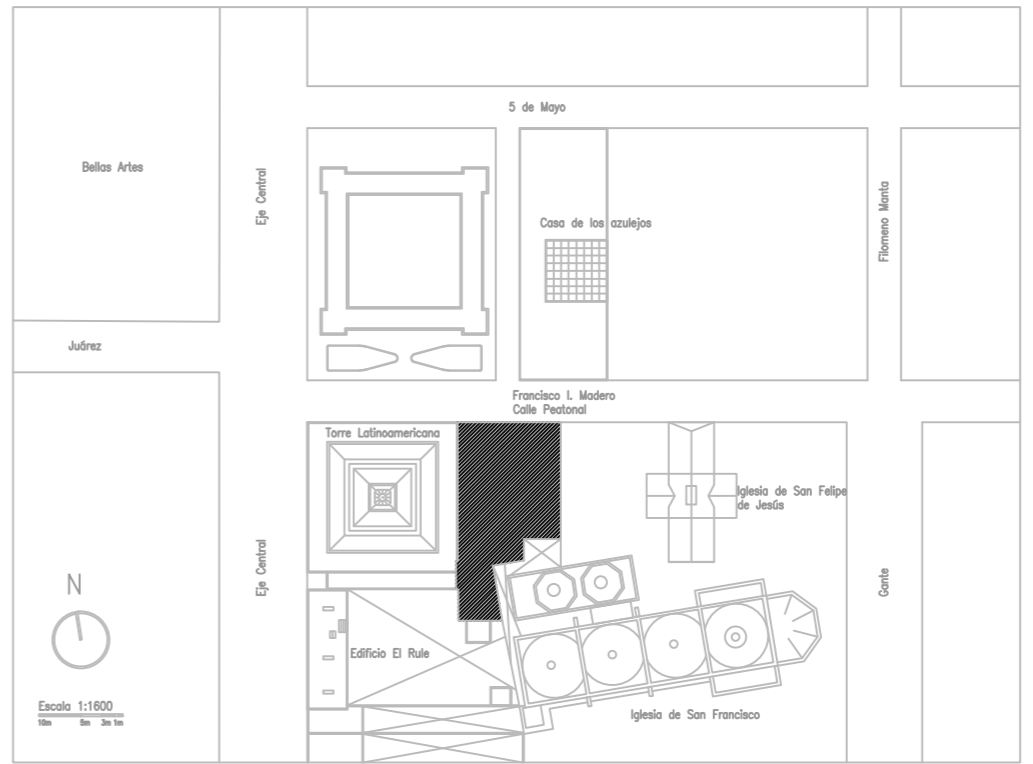 5 de Mayo
Bellas Artes
Eje Central
Filomeno Manta
Casa de los azulejos
Juárez
Francisco I. Madero
Calle Peatonal
Torre Latinoamericana
Iglesia de San Felipe
de Jesús
Eje Central
Gante
N
Edificio El Rule
Escala 1:1600
10m 5m 3m 1m
Iglesia de San Francisco